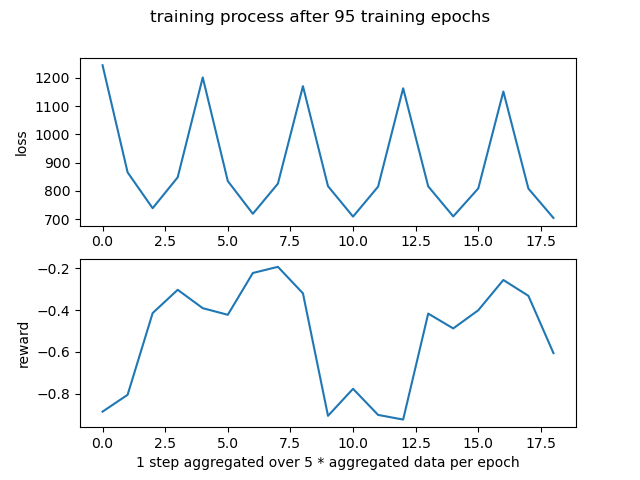 training process after 95 training epochs
1200
1100
1000
900
800
700
loss
0.0 2.5 5.0 7.5 10.0 12.5 15.0 17.5
−0.2
−0.4
−0.6
−0.8
reward
0.0 2.5 5.0 7.5 10.0 12.5 15.0 17.5
1 step aggregated over 5 * aggregated data per epoch